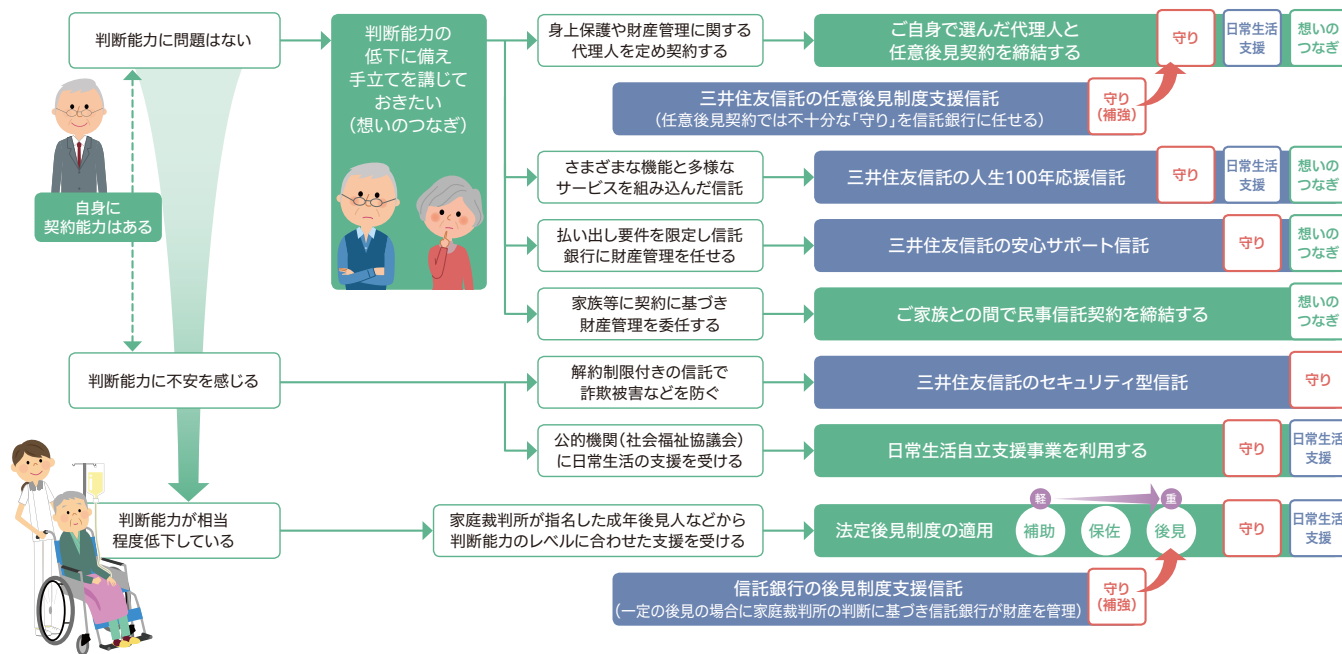 判断能力に問題はない
自身に
契約能力はある
判断能力に不安を感じる
判断能力が相当
程度低下している
判断能力の
低下に備え
手立てを講じて
おきたい
（想いのつなぎ）
身上保護や財産管理に関する
代理人を定め契約する
ご自身で選んだ代理人と
任意後見契約を締結する
守り
日常生活
支援
想いの
つなぎ
三井住友信託の任意後見制度支援信託
（任意後見契約では不十分な「守り」を信託銀行に任せる）
守り
（補強）
さまざまな機能と多様な
サービスを組み込んだ信託
三井住友信託の人生100年応援信託
守り
日常生活
支援
想いの
つなぎ
払い出し要件を限定し信託
銀行に財産管理を任せる
三井住友信託の安心サポート信託
守り
想いの
つなぎ
家族等に契約に基づき
財産管理を委任する
ご家族との間で民事信託契約を締結する
想いの
つなぎ
解約制限付きの信託で
詐欺被害などを防ぐ
三井住友信託のセキュリティ型信託
守り
公的機関（社会福祉協議会）
に日常生活の支援を受ける
日常生活自立支援事業を利用する
守り
日常生活
支援
家庭裁判所が指名した成年後見人などから
判断能力のレベルに合わせた支援を受ける
法定後見制度の適用
軽
重
補助
保佐
後見
守り
日常生活
支援
信託銀行の後見制度支援信託
（一定の後見の場合に家庭裁判所の判断に基づき信託銀行が財産を管理）
守り
（補強）